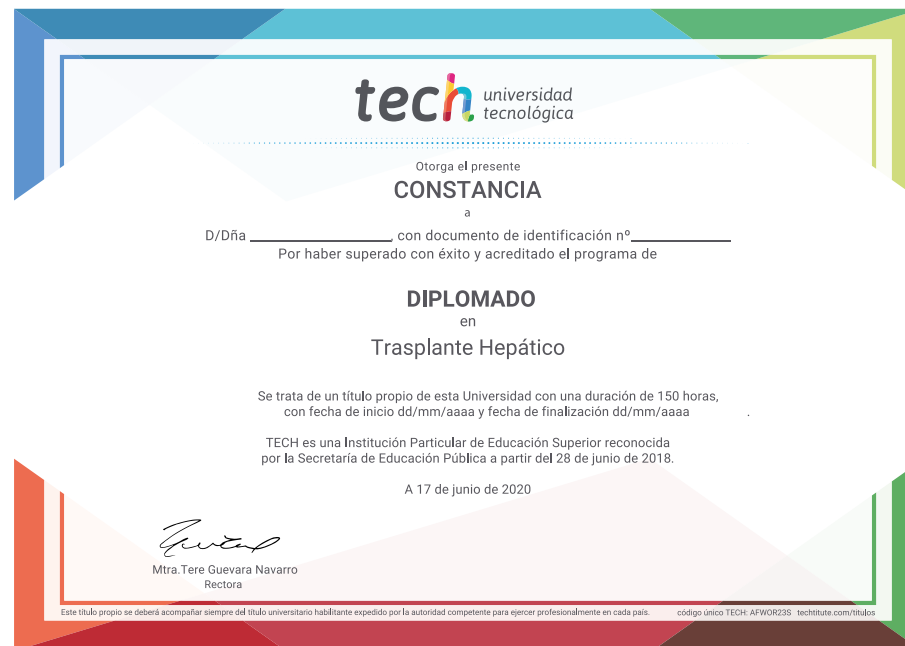 tech universidad
tecnológica
Otorga el presente
CONSTANCIA
a
D/Dña ____________________, con documento de identificación nº______________
Por haber superado con éxito y acreditado el programa de
DIPLOMADO
en
Trasplante Hepático
Se trata de un título propio de esta Universidad con una duración de 150 horas,
con fecha de inicio dd/mm/aaaa y fecha de finalización dd/mm/aaaa .
TECH es una Institución Particular de Educación Superior reconocida
por la Secretaría de Educación Pública a partir del 28 de junio de 2018.
A 17 de junio de 2020
Mtra.Tere Guevara Navarro
Rectora
Este título propio se deberá acompañar siempre del título universitario habilitante expedido por la autoridad competente para ejercer profesionalmente en cada país. código único TECH: AFWOR23S techtitute.com/titulos